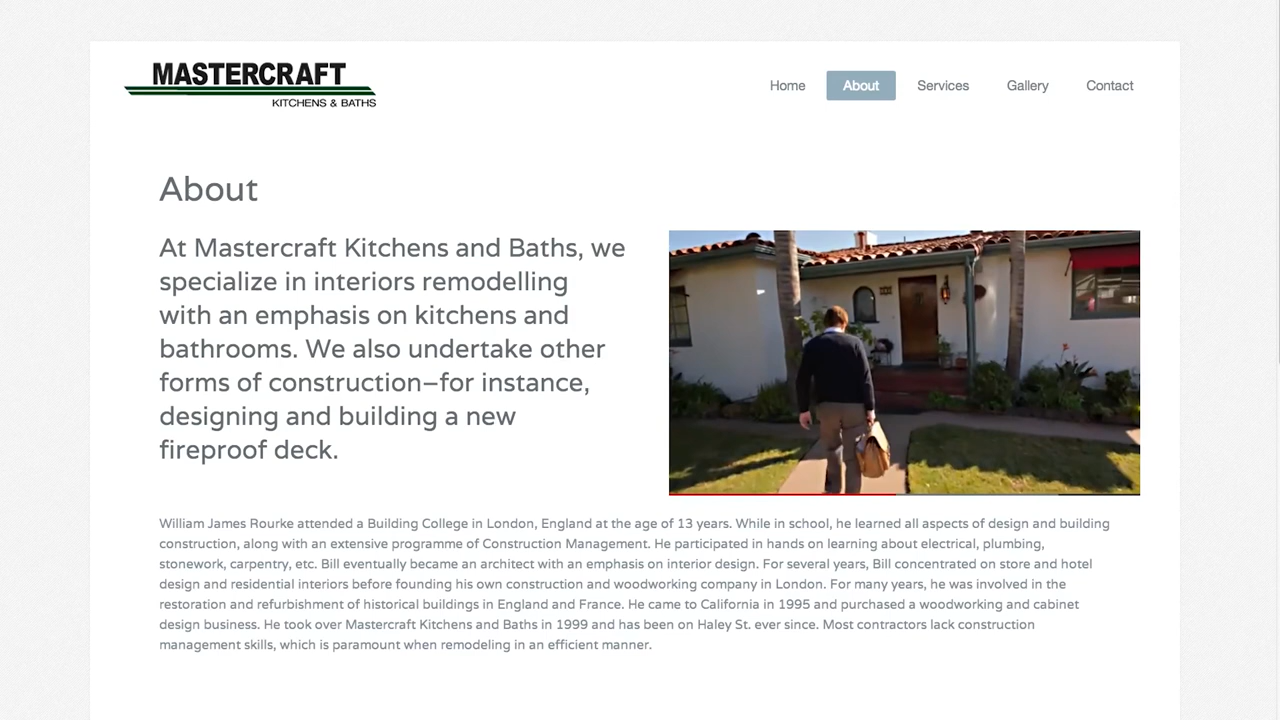 MASTERCRAFT
KITCHENS & BATHS
Home
About
Services
Gallery
Contact
About
At Mastercraft Kitchens and Baths, we
specialize in interiors remodelling
with an emphasis on kitchens and
bathrooms. We also undertake other
forms of construction–for instance,
designing and building a new
fireproof deck.
William James Rourke attended a Building College in London, England at the age of 13 years. While in school, he learned all aspects of design and building
construction, along with an extensive programme of Construction Management. He participated in hands on learning about electrical, plumbing,
stonework, carpentry, etc. Bill eventually became an architect with an emphasis on interior design. For several years, Bill concentrated on store and hotel
design and residential interiors before founding his own construction and woodworking company in London. For many years, he was involved in the
restoration and refurbishment of historical buildings in England and France. He came to California in 1995 and purchased a woodworking and cabinet
design business. He took over Mastercraft Kitchens and Baths in 1999 and has been on Haley St. ever since. Most contractors lack construction
management skills, which is paramount when remodeling in an efficient manner.